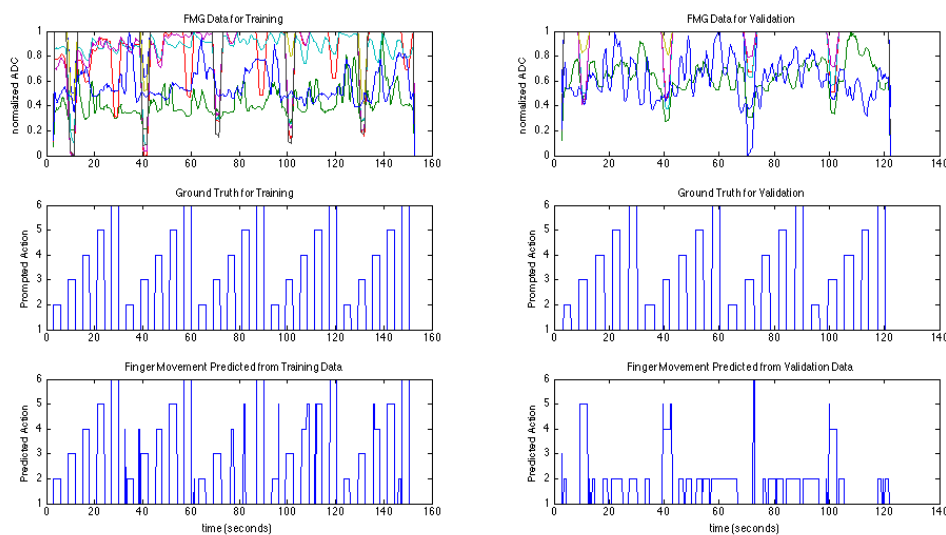 FMG Data for Training
normalized ADC
1
0.8
0.6
0.4
0.2
0
0 20 40 60 80 100 120 140 160
FMG Data for Validation
normalized ADC
1
0.8
0.6
0.4
0.2
0
0 20 40 60 80 100 120 140
Ground Truth for Training
Prompted Action
6
5
4
3
2
1
0 20 40 60 80 100 120 140 160
Ground Truth for Validation
Prompted Action
6
5
4
3
2
1
0 20 40 60 80 100 120 140
Finger Movement Predicted from Training Data
Predicted Action
6
5
4
3
2
1
0 20 40 60 80 100 120 140 160
time (seconds)
Finger Movement Predicted from Validation Data
Predicted Action
6
5
4
3
2
1
0 20 40 60 80 100 120 140
time (seconds)